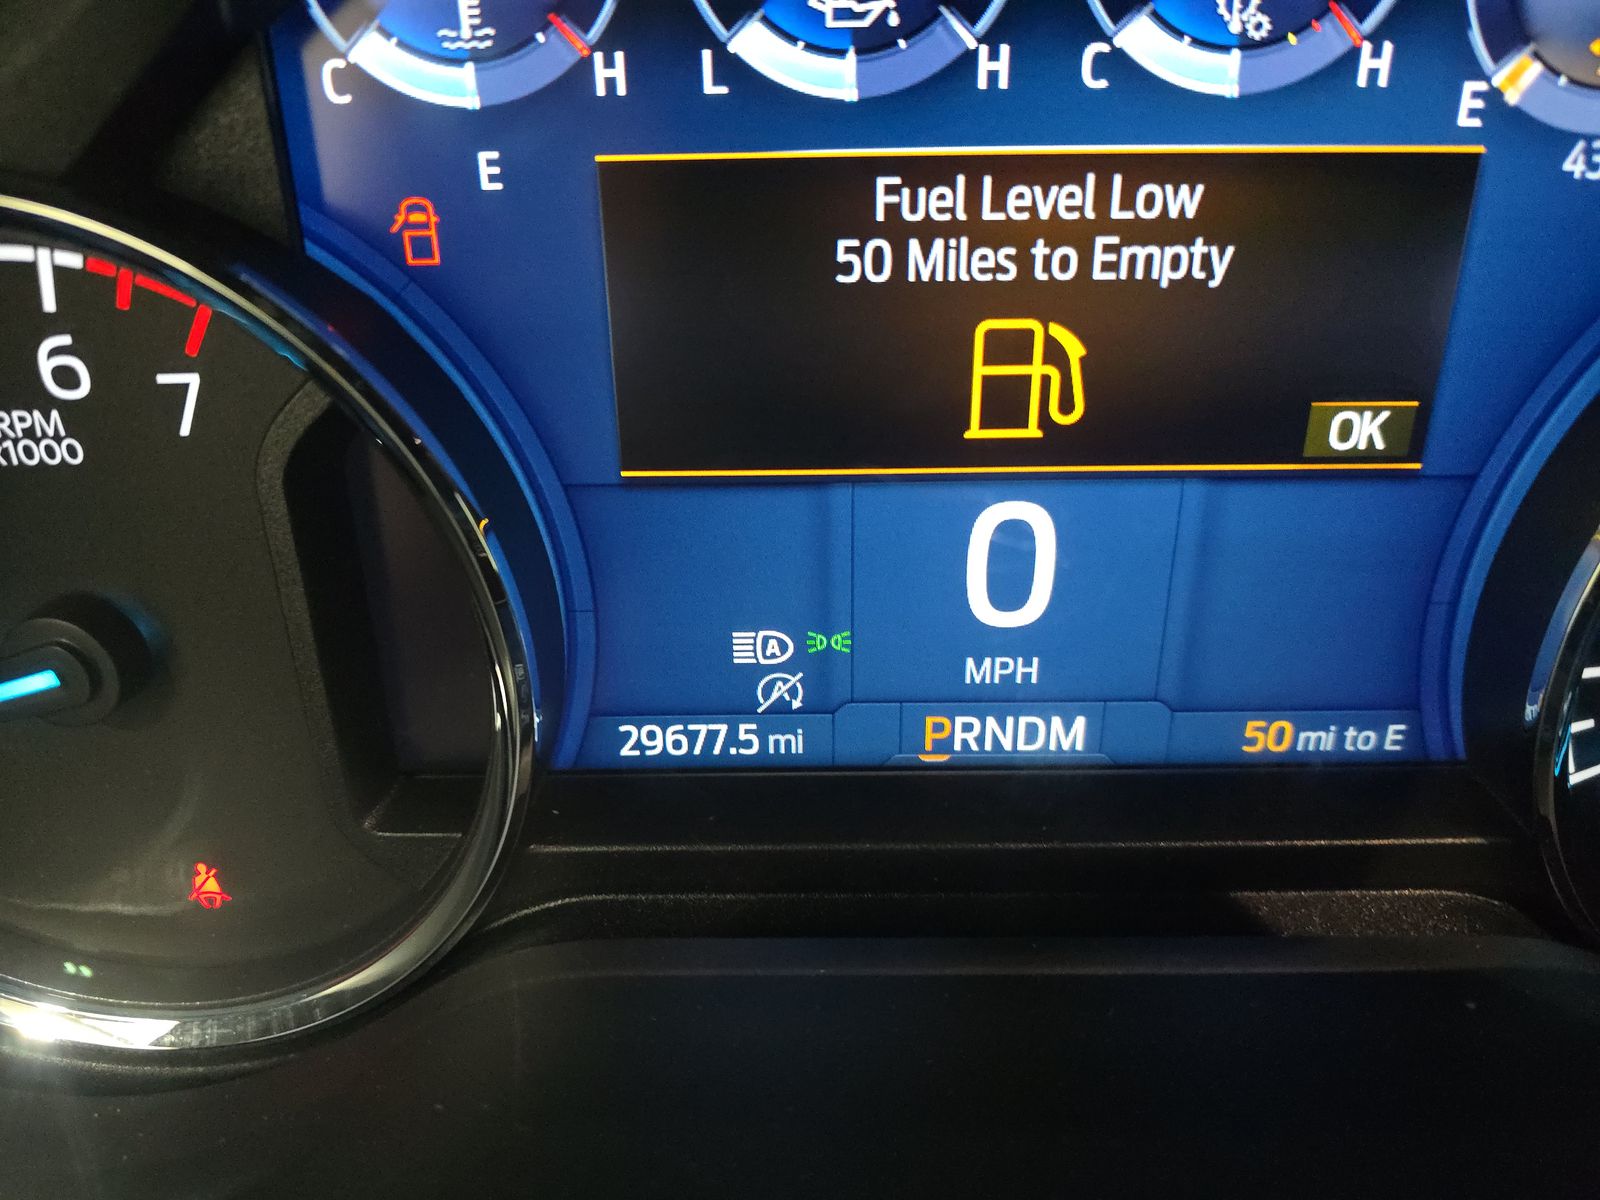 C H L H C H E
E
Fuel Level Low
50 Miles to Empty
OK
6
7
RPM
x1000
0
MPH
29677.5 mi
PRNDM
50 mi to E